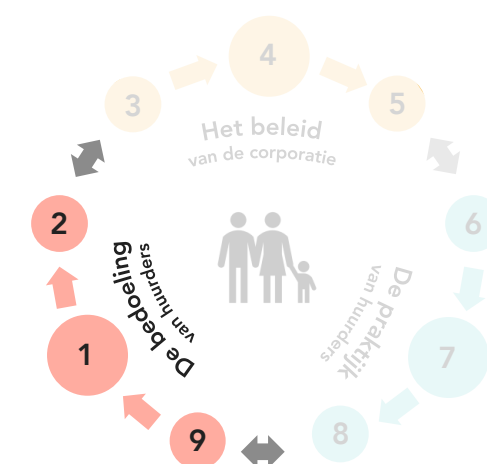 4
3
5
Het beleid
van de corporatie
2
6
De bedoeling
van huurders
De praktijk
van huurders
1
7
9
8